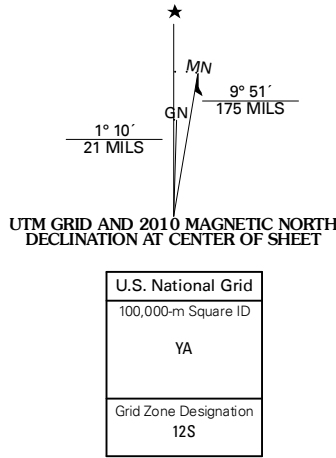 ★
MN
GN
9° 51´
175 MILS
1° 10´
21 MILS
UTM GRID AND 2010 MAGNETIC NORTH
DECLINATION AT CENTER OF SHEET
U.S. National Grid
100,000-m Square ID
YA
Grid Zone Designation
12S